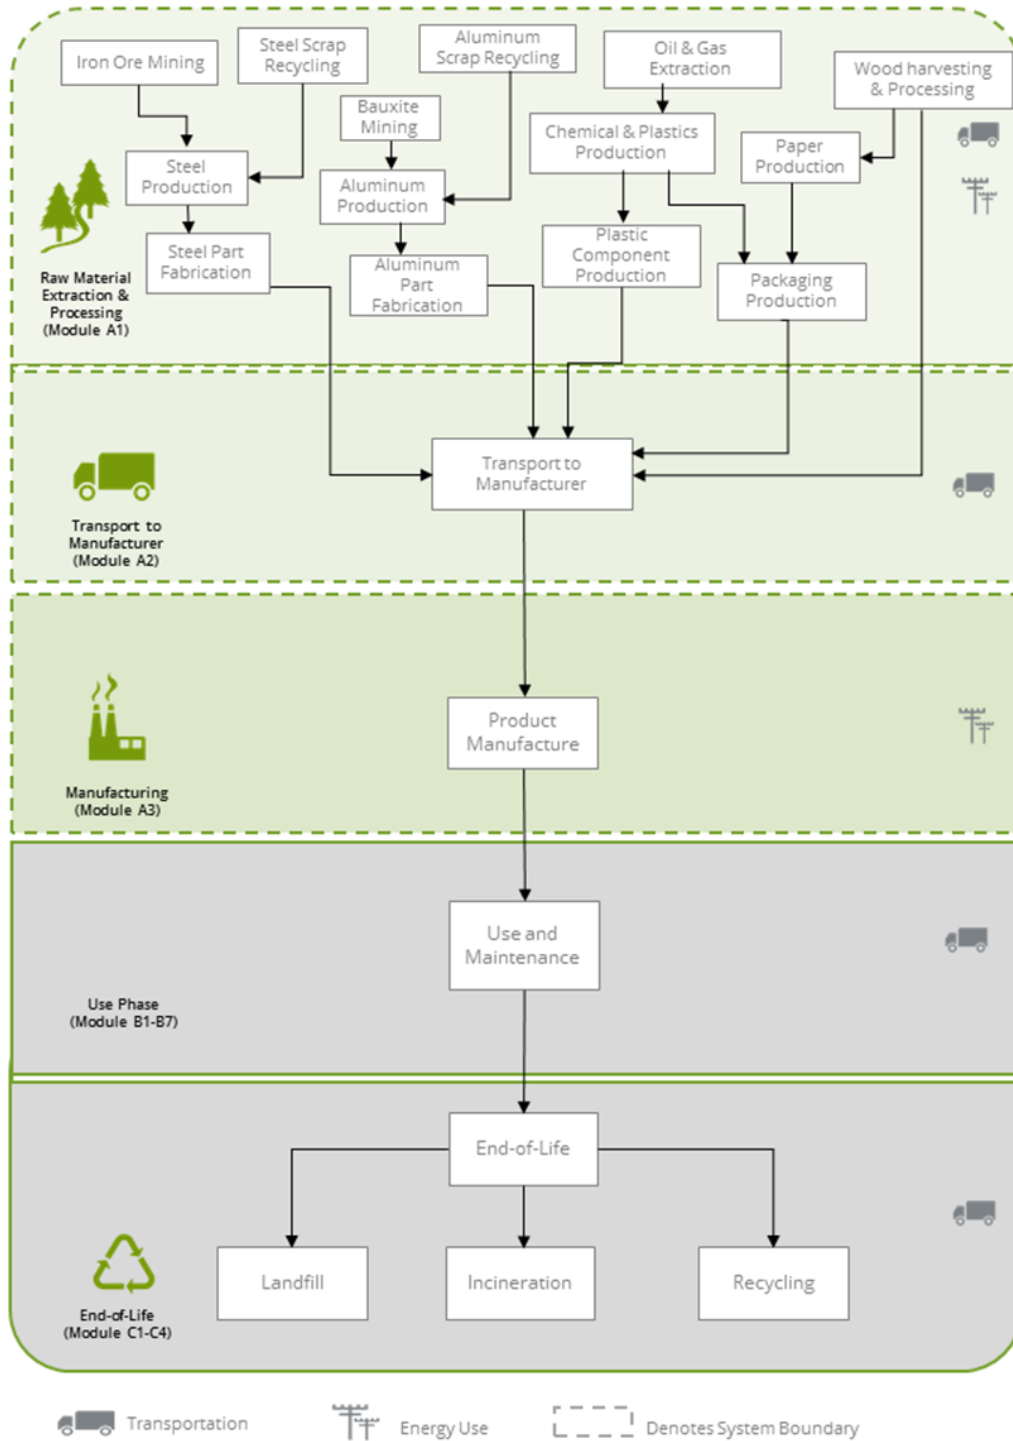 Iron Ore Mining
Steel Scrap
Recycling
Aluminum
Scrap Recycling
Oil & Gas
Extraction
Wood harvesting
& Processing
Bauxite
Mining
Chemical & Plastics
Production
Paper
Production
Steel
Production
Aluminum
Production
Steel Part
Fabrication
Aluminum
Part
Fabrication
Plastic
Component
Production
Packaging
Production
Raw Material
Extraction &
Processing
(Module A1)
Transport to
Manufacturer
Transport to
Manufacturer
(Module A2)
Product
Manufacture
Manufacturing
(Module A3)
Use and
Maintenance
Use Phase
(Module B1-B7)
End-of-Life
Landfill
Incineration
Recycling
End-of-Life
(Module C1-C4)
Transportation
Energy Use
Denotes System Boundary